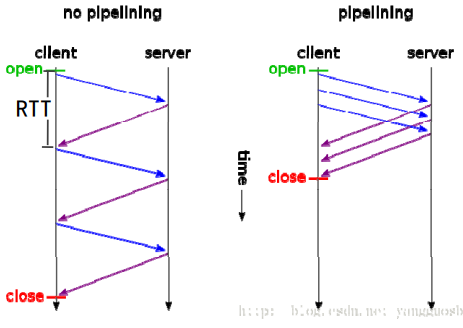 no pipelining
pipelining
client
server
client
server
open
open
RTT
time
close
close